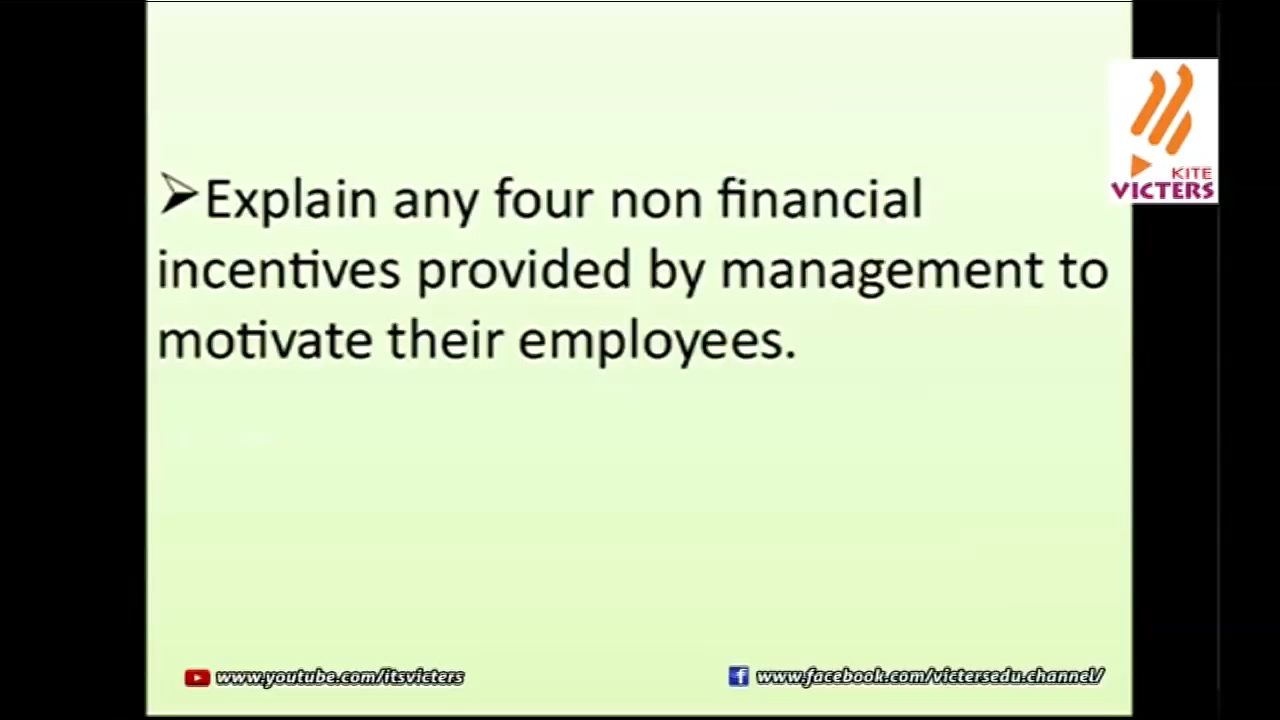 ➢Explain any four non financial
incentives provided by management to
motivate their employees.
KITE
VICTERS
www.youtube.com/itsvicters
www.facebook.com/victersedu.channel/